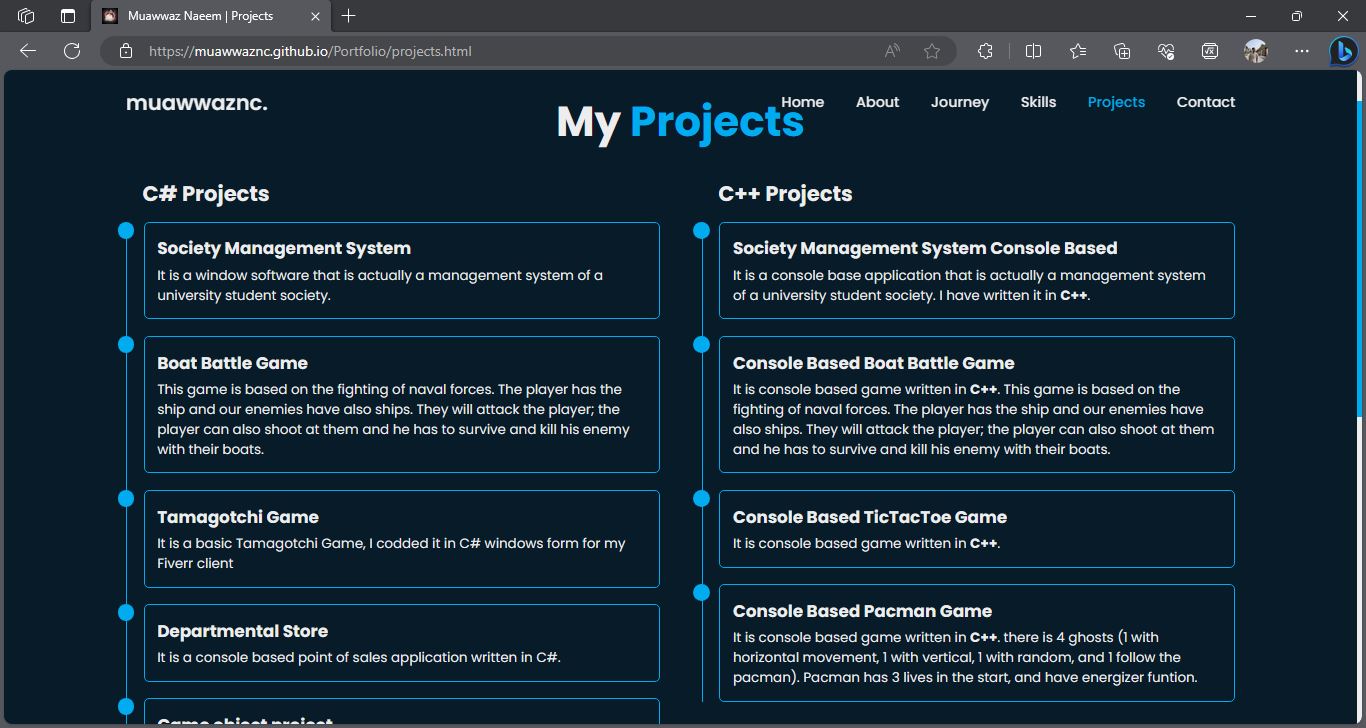 Muawwaz Naeem | Projects
https://muawwaznc.github.io/Portfolio/projects.html
muawwaznc.
Home About Journey Skills Projects Contact
My Projects
C# Projects
Society Management System
It is a window software that is actually a management system of a
university student society.
Boat Battle Game
This game is based on the fighting of naval forces. The player has the
ship and our enemies have also ships. They will attack the player; the
player can also shoot at them and he has to survive and kill his enemy
with their boats.
Tamagotchi Game
It is a basic Tamagotchi Game, I codded it in C# windows form for my
Fiverr client
Departmental Store
It is a console based point of sales application written in C#.
Game object project
C++ Projects
Society Management System Console Based
It is a console base application that is actually a management system
of a university student society. I have written it in C++.
Console Based Boat Battle Game
It is console based game written in C++. This game is based on the
fighting of naval forces. The player has the ship and our enemies have
also ships. They will attack the player; the player can also shoot at them
and he has to survive and kill his enemy with their boats.
Console Based TicTacToe Game
It is console based game written in C++.
Console Based Pacman Game
It is console based game written in C++. there is 4 ghosts (1 with
horizontal movement, 1 with vertical, 1 with random, and 1 follow the
pacman). Pacman has 3 lives in the start, and have energizer funtion.